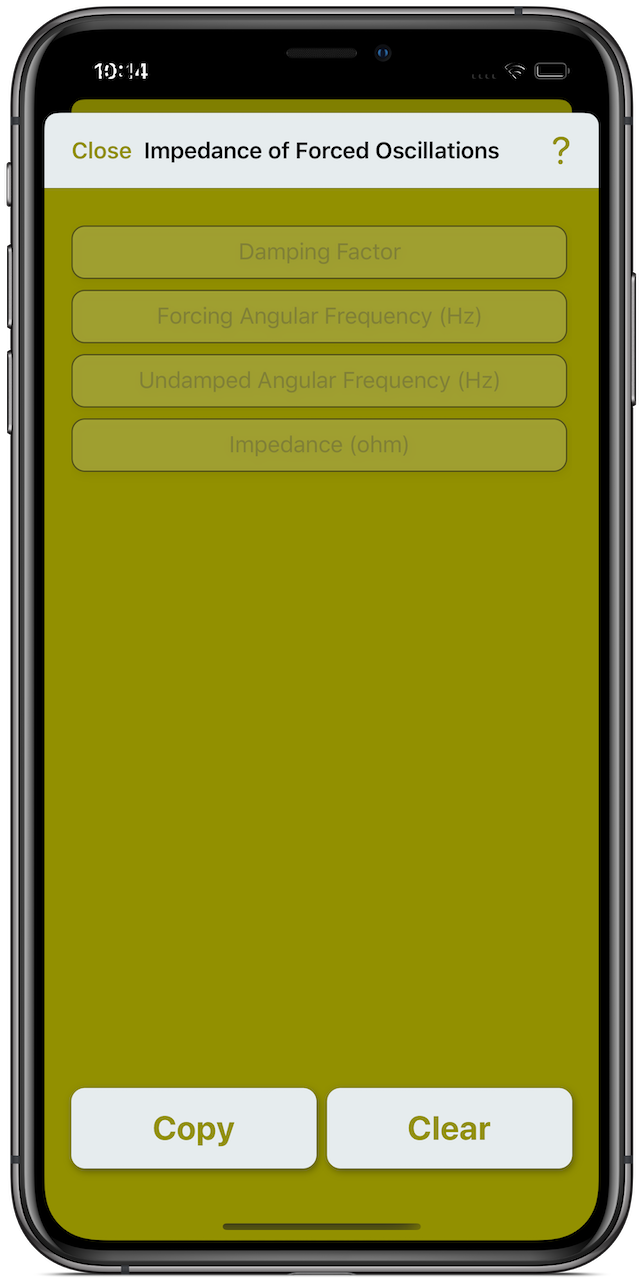 10:14
Close Impedance of Forced Oscillations ?
Damping Factor
Forcing Angular Frequency (Hz)
Undamped Angular Frequency (Hz)
Impedance (ohm)
Copy Clear